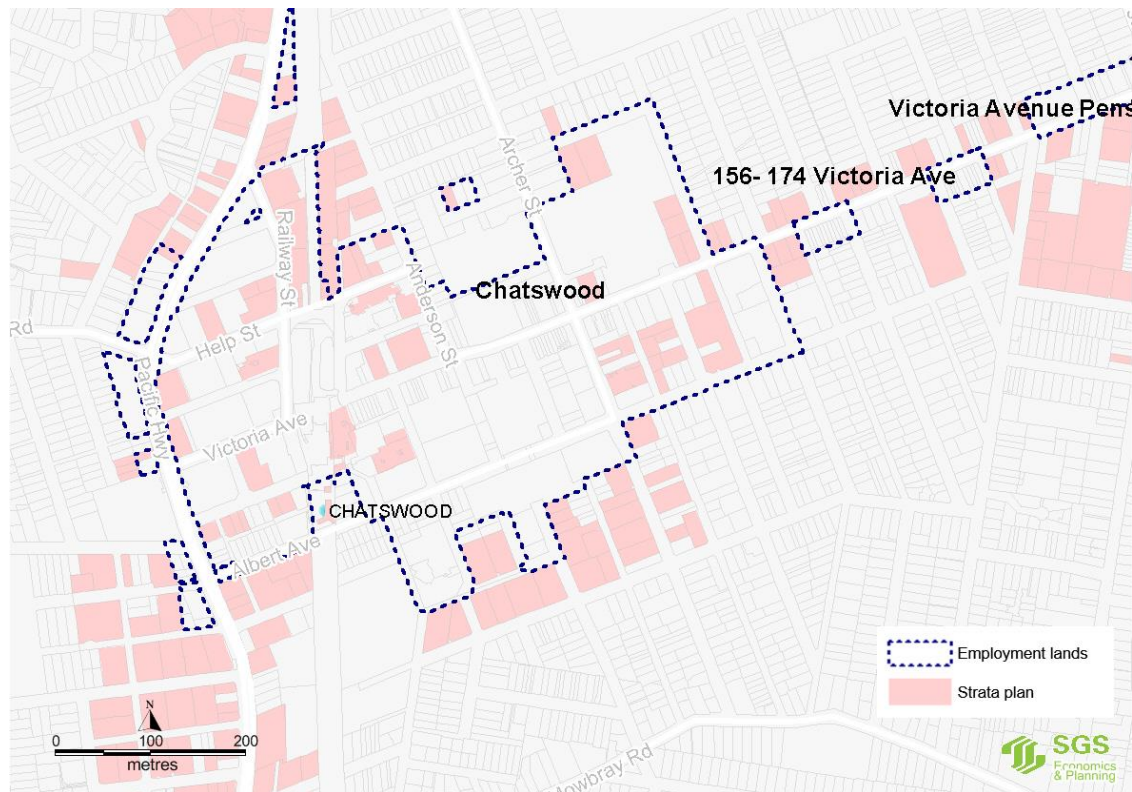 Victoria Avenue Pens
Archer St
156- 174 Victoria Ave
Railway St
Chatswood
Anderson St
Rd
Help St
Pacific Hwy
Victoria Ave
CHATSWOOD
Albert Ave
Employment lands
Strata plan
N
0 100 200
metres
Mowbray Rd
SGS
Economics
& Planning